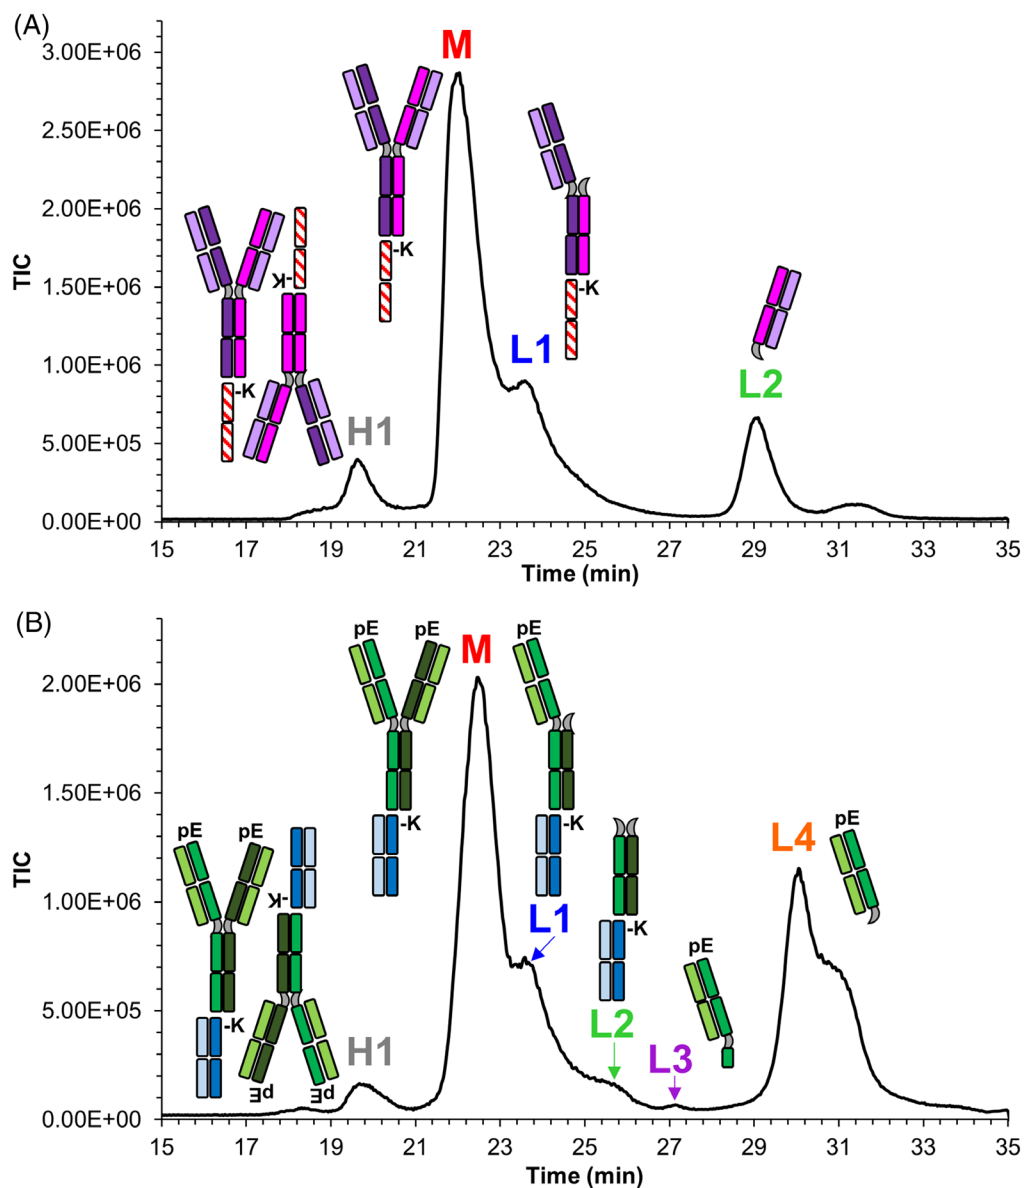 (A)
3.00E+06
2.50E+06
2.00E+06
1.50E+06
1.00E+06
5.00E+05
0.00E+00
TIC
M
-K
-K
-K
-K
L1
L2
H1
15 17 19 21 23 25 27 29 31 33 35
Time (min)
(B)
2.00E+06
1.50E+06
1.00E+06
5.00E+05
0.00E+00
TIC
pE pE
M
pE
-K
-K
pE pE
-K
-K
pE pE
H1
L1
L2
-K
L3
pE
L4
pE
15 17 19 21 23 25 27 29 31 33 35
Time (min)